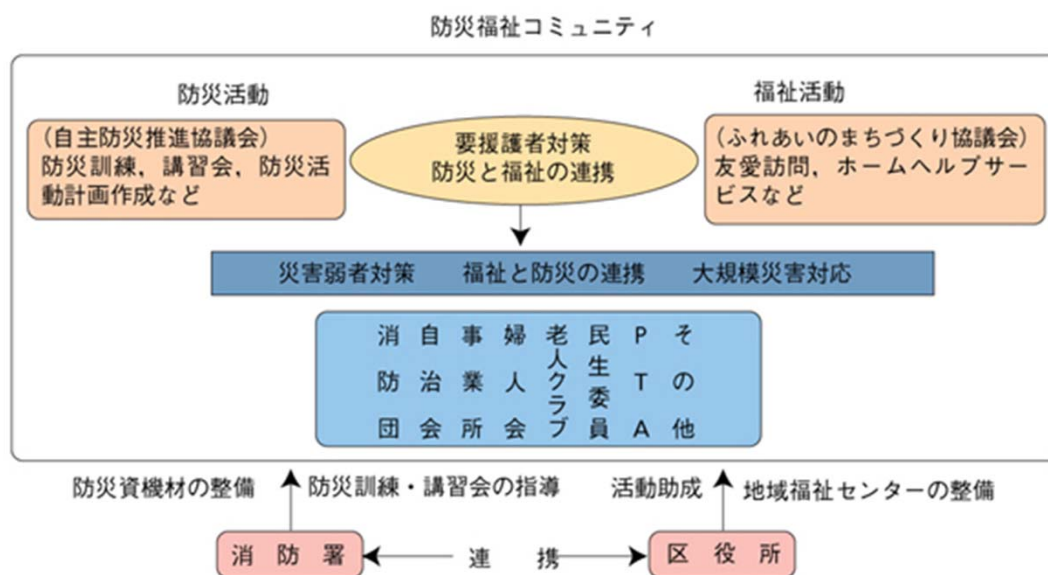 防災福祉コミュニティ
防災活動
(自主防災推進協議会)
防災訓練,講習会,防災活
動計画作成など
要援護者対策
防災と福祉の連携
福祉活動
(ふれあいのまちづくり協議会)
友愛訪問,ホームヘルプサー
ビスなど
災害弱者対策 福祉と防災の連携 大規模災害対応
消防団
自治会
事業所
婦人会
老人クラブ
民生委員
PTA
その他
防災資機材の整備
防災訓練・講習会の指導
活動助成
地域福祉センターの整備
消防署
連携
区役所